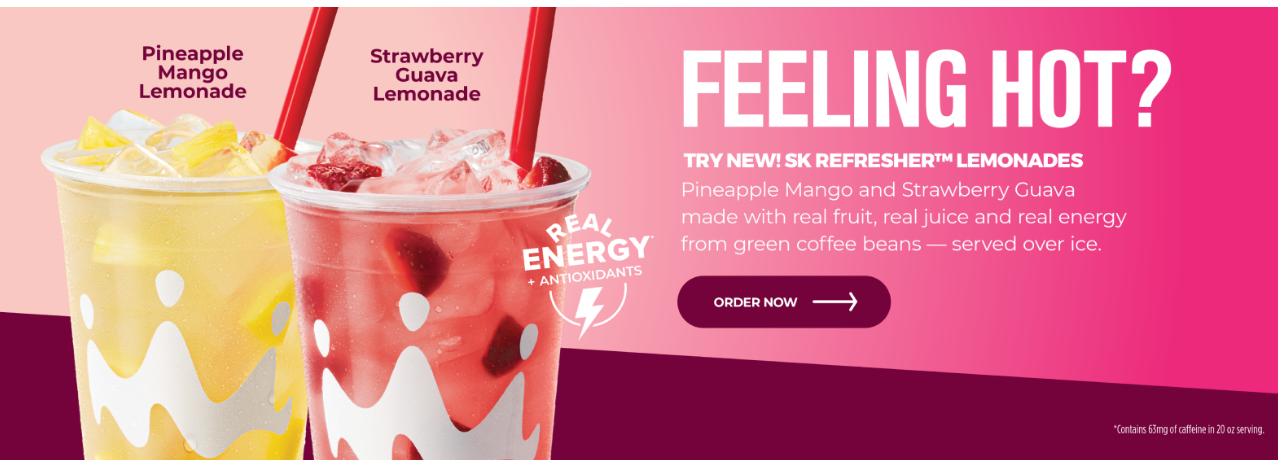 Pineapple
Mango
Lemonade
Strawberry
Guava
Lemonade
REAL
ENERGY*
+ ANTIOXIDANTS
FEELING HOT?
TRY NEW! SK REFRESHER™ LEMONADES
Pineapple Mango and Strawberry Guava
made with real fruit, real juice and real energy
from green coffee beans — served over ice.
ORDER NOW
*Contains 63mg of caffeine in 20 oz serving.